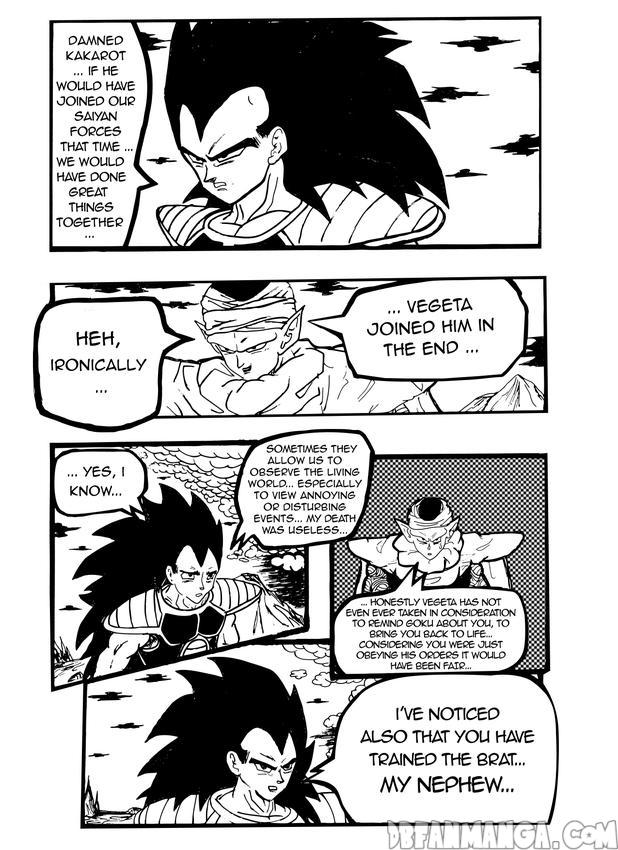 DAMNED
KAKAROT
... IF HE
WOULD HAVE
JOINED OUR
SAIYAN
FORCES
THAT TIME ...
WE WOULD
HAVE DONE
GREAT
THINGS
TOGETHER
...
HEH,
IRONICALLY
...
... VEGETA
JOINED HIM IN
THE END ...
... YES, I
KNOW...
SOMETIMES THEY
ALLOW US TO
OBSERVE THE LIVING
WORLD... ESPECIALLY
TO VIEW ANNOYING
OR DISTURBING
EVENTS... MY DEATH
WAS USELESS...
... HONESTLY VEGETA HAS NOT
EVEN EVER TAKEN IN CONSIDERATION
TO REMIND GOKU ABOUT YOU, TO
BRING YOU BACK TO LIFE...
CONSIDERING YOU WERE JUST
OBEYING HIS ORDERS IT WOULD
HAVE BEEN FAIR...
I'VE NOTICED
ALSO THAT YOU HAVE
TRAINED THE BRAT...
MY NEPHEW...
DBFANMANGA.COM